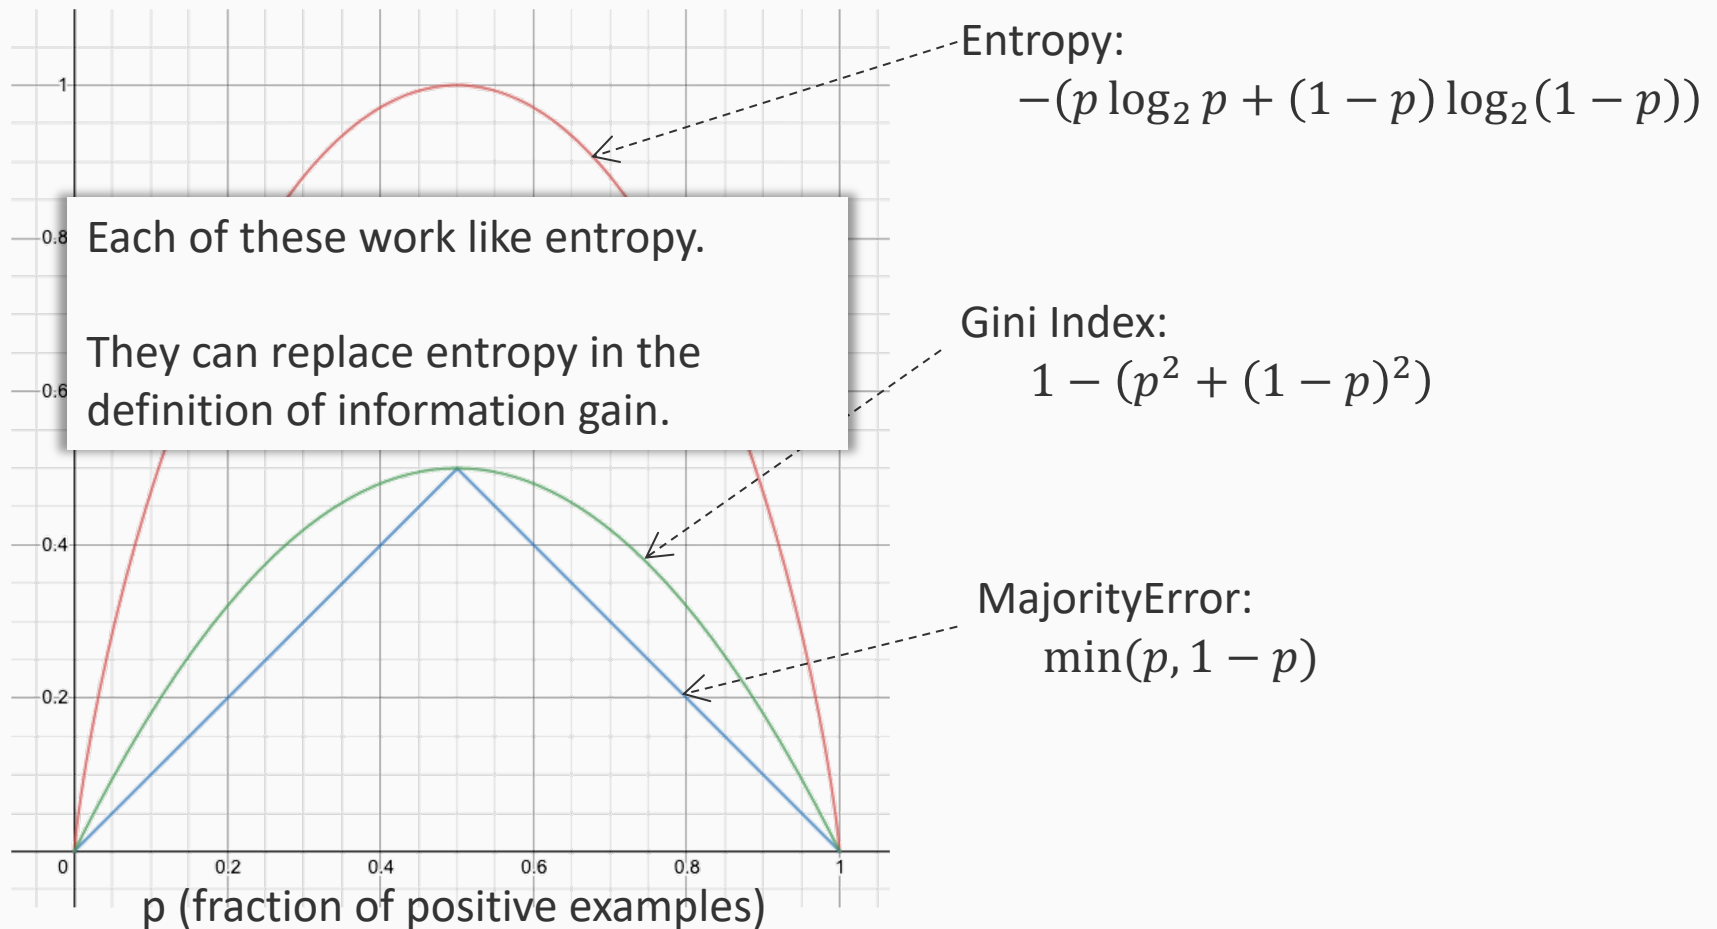 Entropy:
−(p log₂ p + (1 − p) log₂(1 − p))
1
0.8
Each of these work like entropy.
They can replace entropy in the
definition of information gain.
Gini Index:
1 − (p² + (1 − p)²)
0.6
0.4
MajorityError:
min(p, 1 − p)
0.2
0 0.2 0.4 0.6 0.8 1
p (fraction of positive examples)